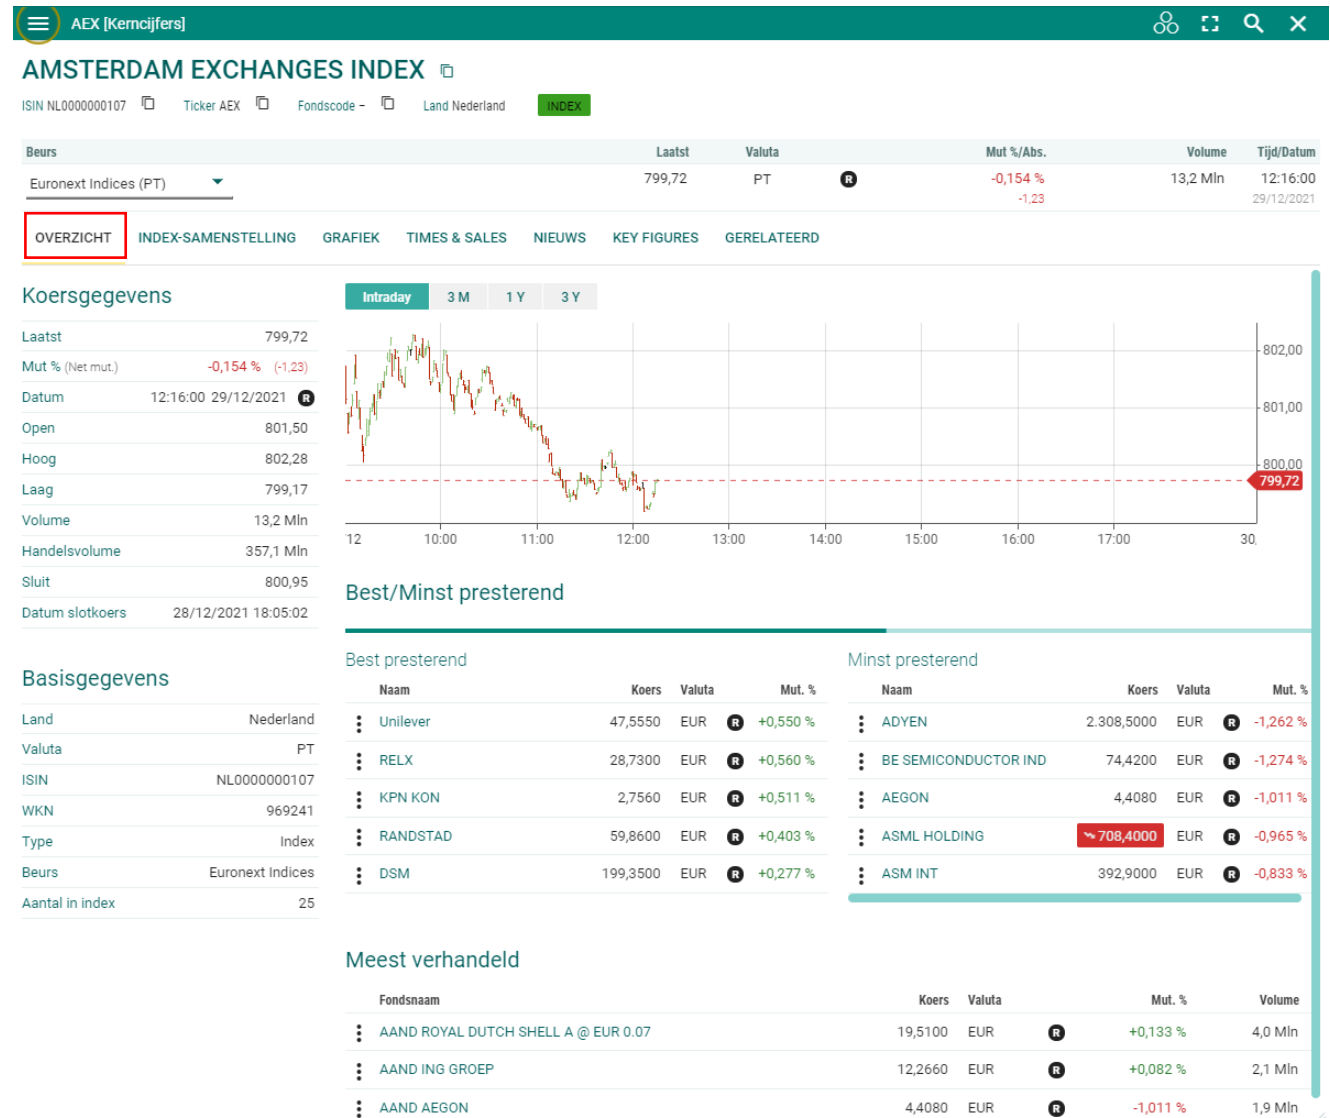 AEX [Kerncijfers]
AMSTERDAM EXCHANGES INDEX
ISIN NL0000000107 Ticker AEX Fondscode – Land Nederland INDEX
Beurs Laatst Valuta Mut %/Abs. Volume Tijd/Datum
Euronext Indices (PT) 799,72 PT R -0,154 % 13,2 Mln 12:16:00
-1,23 29/12/2021
OVERZICHT INDEX-SAMENSTELLING GRAFIEK TIMES & SALES NIEUWS KEY FIGURES GERELATEERD
Koersgegevens
Laatst 799,72
Mut % (Net mut.) -0,154 % (-1,23)
Datum 12:16:00 29/12/2021 R
Open 801,50
Hoog 802,28
Laag 799,17
Volume 13,2 Mln
Handelsvolume 357,1 Mln
Sluit 800,95
Datum slotkoers 28/12/2021 18:05:02
Basisgegevens
Land Nederland
Valuta PT
ISIN NL0000000107
WKN 969241
Type Index
Beurs Euronext Indices
Aantal in index 25
Intraday 3 M 1 Y 3 Y
802,00
801,00
800,00
799,72
12 10:00 11:00 12:00 13:00 14:00 15:00 16:00 17:00 30.
Best/Minst presterend
Best presterend
Naam Koers Valuta Mut. %
Unilever 47,5550 EUR R +0,550 %
RELX 28,7300 EUR R +0,560 %
KPN KON 2,7560 EUR R +0,511 %
RANDSTAD 59,8600 EUR R +0,403 %
DSM 199,3500 EUR R +0,277 %
Minst presterend
Naam Koers Valuta Mut. %
ADYEN 2.308,5000 EUR R -1,262 %
BE SEMICONDUCTOR IND 74,4200 EUR R -1,274 %
AEGON 4,4080 EUR R -1,011 %
ASML HOLDING 708,4000 EUR R -0,965 %
ASM INT 392,9000 EUR R -0,833 %
Meest verhandeld
Fondsnaam Koers Valuta Mut. % Volume
AAND ROYAL DUTCH SHELL A @ EUR 0.07 19,5100 EUR R +0,133 % 4,0 Mln
AAND ING GROEP 12,2660 EUR R +0,082 % 2,1 Mln
AAND AEGON 4,4080 EUR R -1,011 % 1,9 Mln